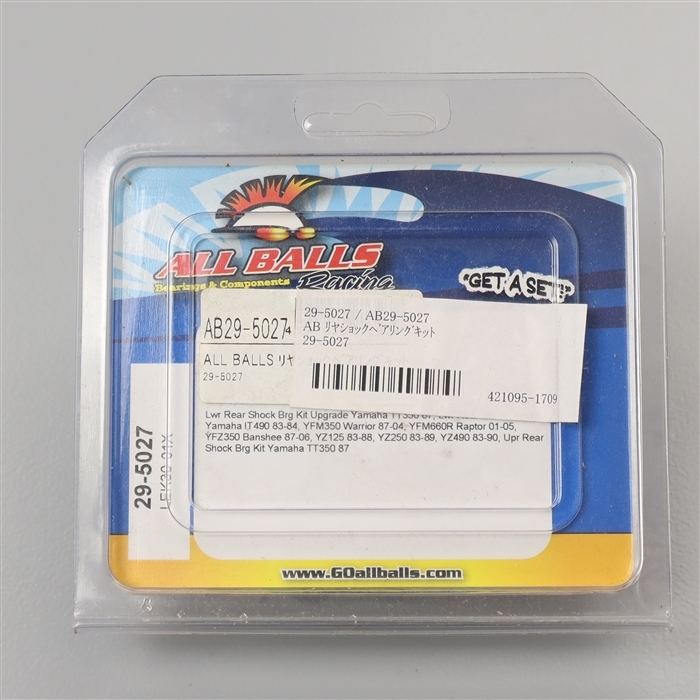 ALL BALLS
Racing
Bearings & Components
"GET A SET!"
AB29-5027
ALL BALLS リヤ
29-5027
29-5027 / AB29-5027
AB リヤショックベアリングキット
29-5027
421095-1709
Lwr Rear Shock Brg Kit Upgrade Yamaha TT350 87,
Yamaha IT490 83-84, YFM350 Warrior 87-04, YFM660R Raptor 01-05,
YFZ350 Banshee 87-06, YZ125 83-88, YZ250 83-89, YZ490 83-90, Upr Rear
Shock Brg Kit Yamaha TT350 87
29-5027
www.GOallballs.com